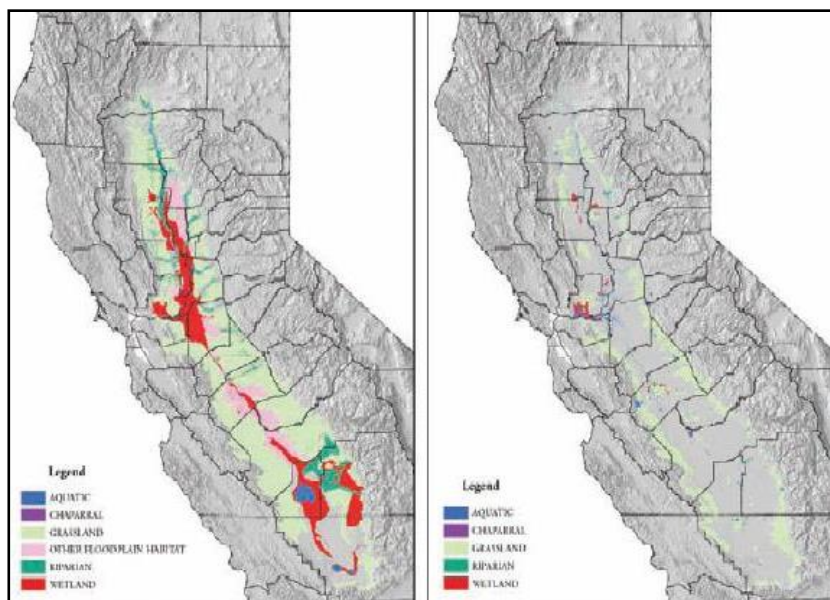 Legend
AQUATIC
CHAPARRAL
GRASSLAND
OTHER FLOODPLAIN HABITAT
RIPARIAN
WETLAND
Legend
AQUATIC
CHAPARRAL
GRASSLAND
RIPARIAN
WETLAND